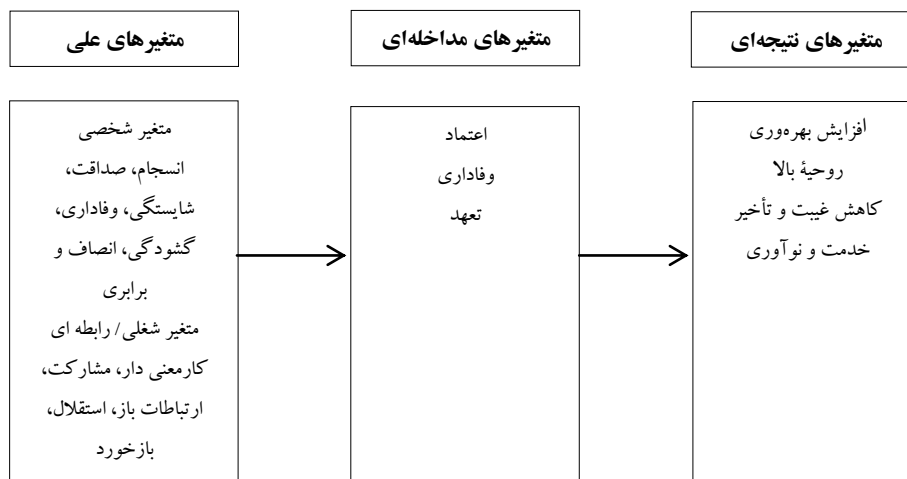 متغیرهای علی
متغیرهای مداخله‌ای
متغیرهای نتیجه‌ای
متغیر شخصی
انسجام، صداقت،
شایستگی، وفاداری،
گشودگی، انصاف و
برابری
متغیر شغلی/ رابطه ای
کارمعنی دار، مشارکت،
ارتباطات باز، استقلال،
بازخورد
اعتماد
وفاداری
تعهد
افزایش بهره‌وری
روحیهٔ بالا
کاهش غیبت و تأخیر
خدمت و نوآوری